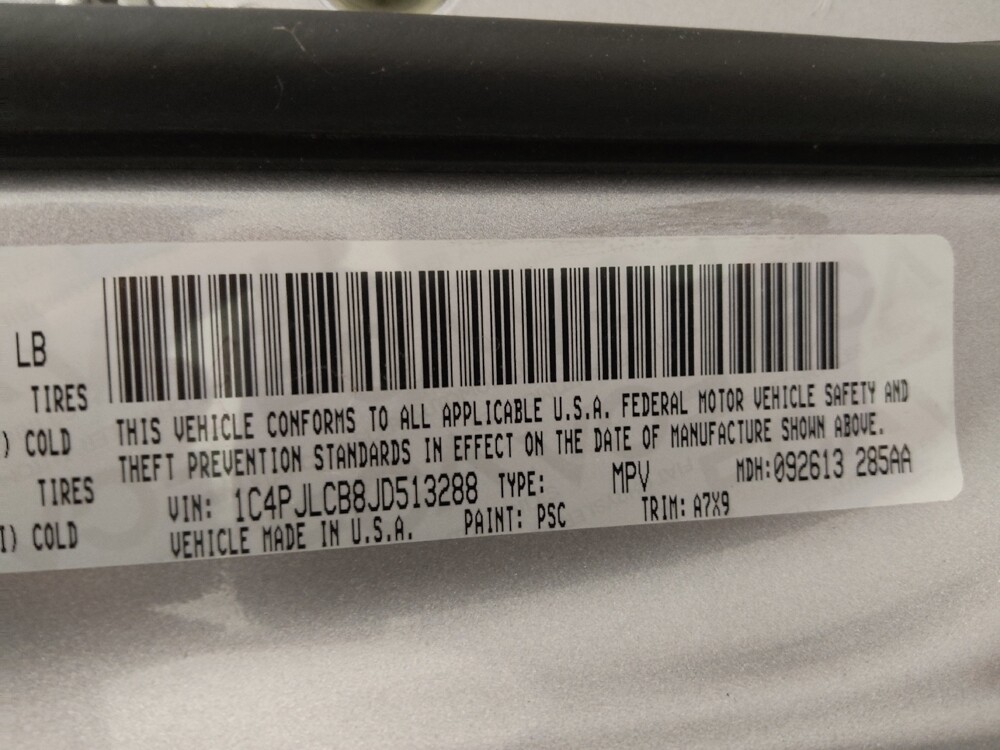 LB
TIRES
) COLD
TIRES
I) COLD
THIS VEHICLE CONFORMS TO ALL APPLICABLE U.S.A. FEDERAL MOTOR VEHICLE SAFETY AND
THEFT PREVENTION STANDARDS IN EFFECT ON THE DATE OF MANUFACTURE SHOWN ABOVE.
VIN: 1C4PJLCB8JD513288 TYPE: MPV MDH:092613 285AA
VEHICLE MADE IN U.S.A. PAINT: PSC TRIM: A7X9